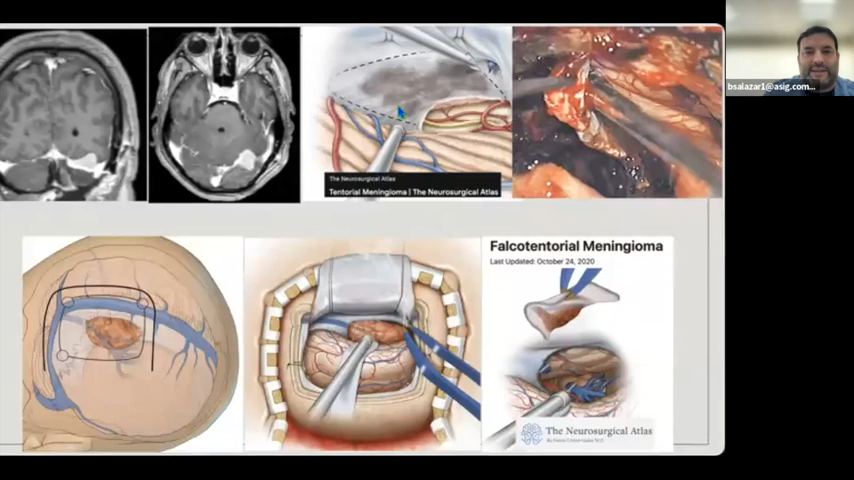 bsalazar1@asig.com...
The Neurosurgical Atlas
Tentorial Meningioma | The Neurosurgical Atlas
Falcotentorial Meningioma
Last Updated: October 24, 2020
The Neurosurgical Atlas